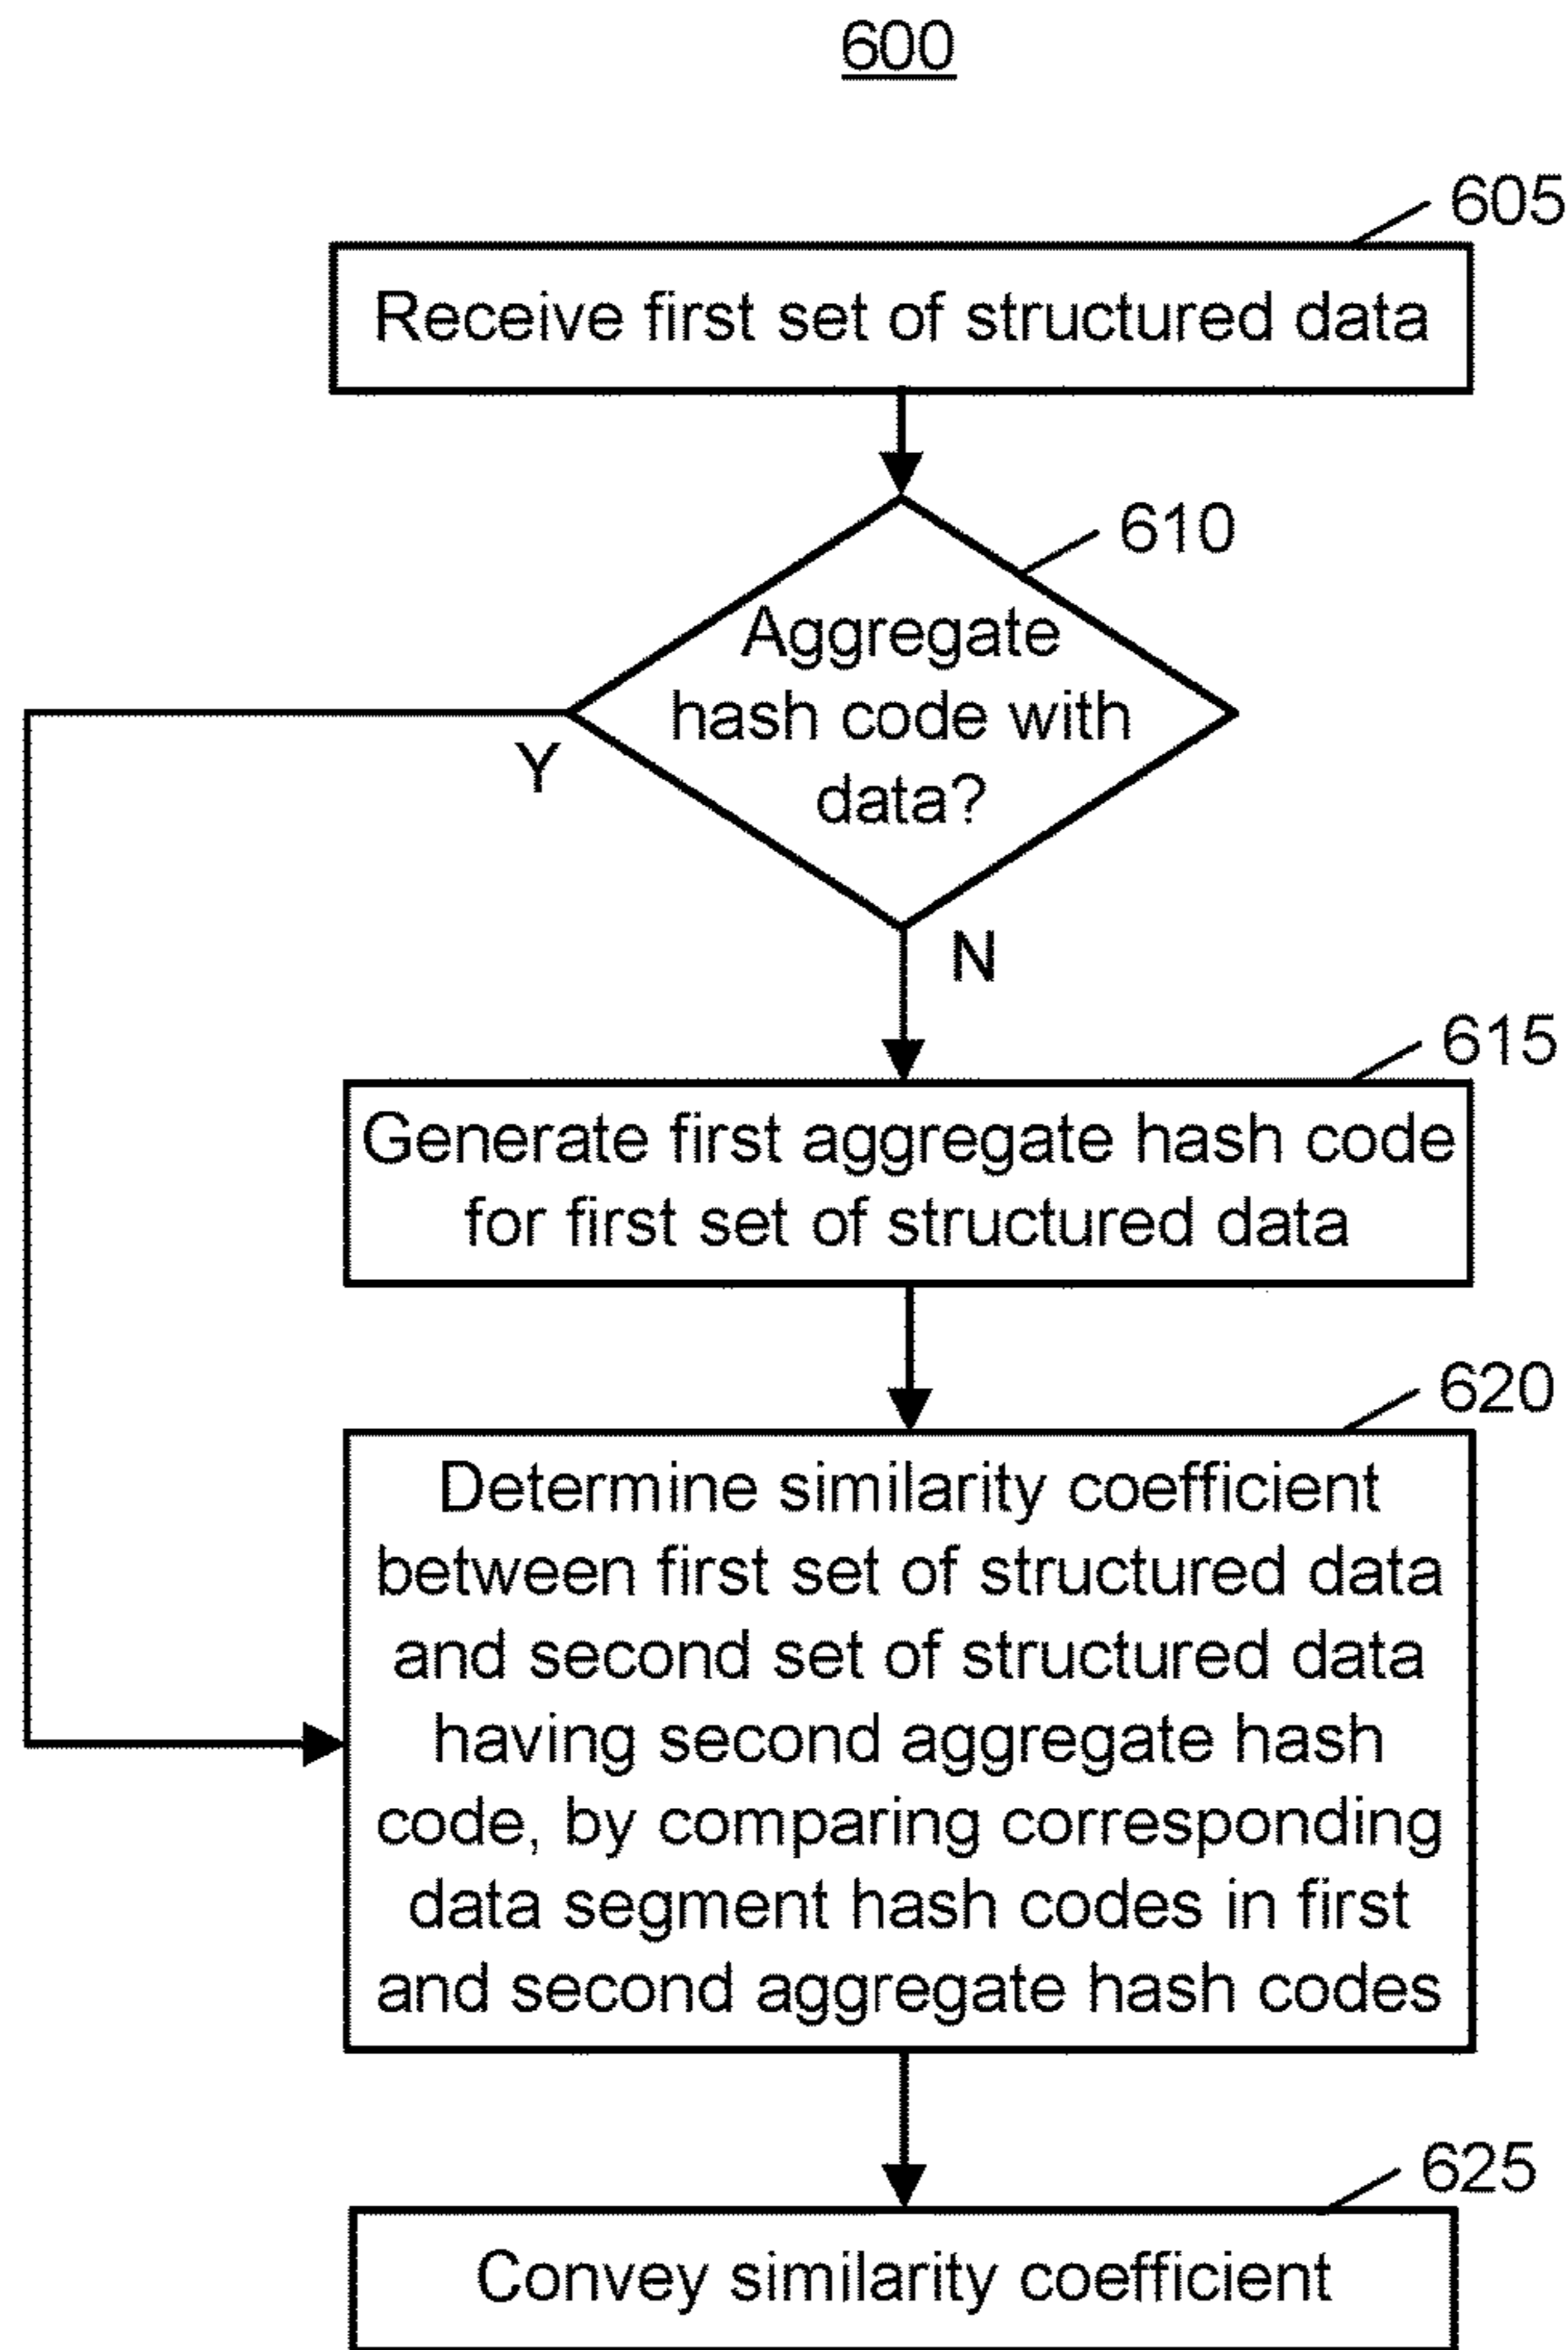 600
605
Receive first set of structured data
610
Aggregate
hash code with
data?
Y
N
615
Generate first aggregate hash code
for first set of structured data
620
Determine similarity coefficient
between first set of structured data
and second set of structured data
having second aggregate hash
code, by comparing corresponding
data segment hash codes in first
and second aggregate hash codes
625
Convey similarity coefficient